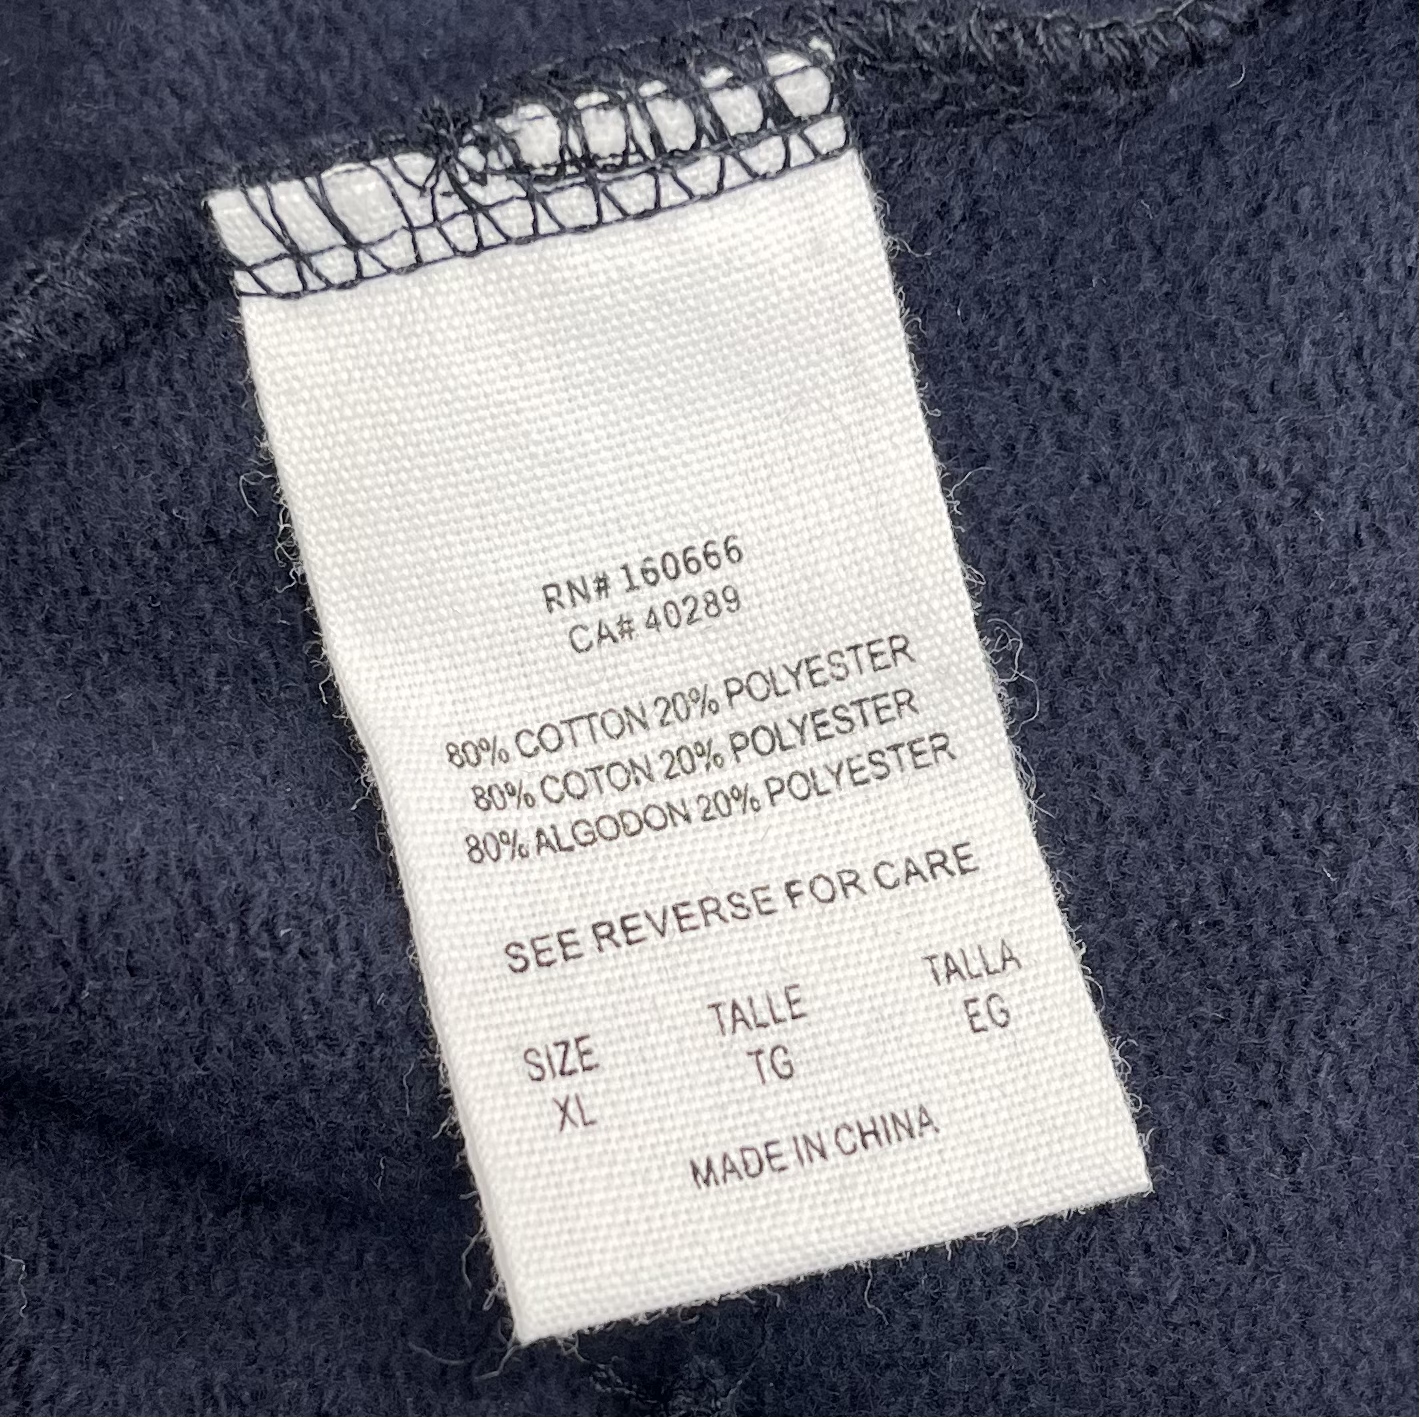 RN# 160666
CA# 40289
80% COTTON 20% POLYESTER
80% COTON 20% POLYESTER
80% ALGODON 20% POLYESTER
SEE REVERSE FOR CARE
SIZE TALLE TALLA
XL TG EG
MADE IN CHINA